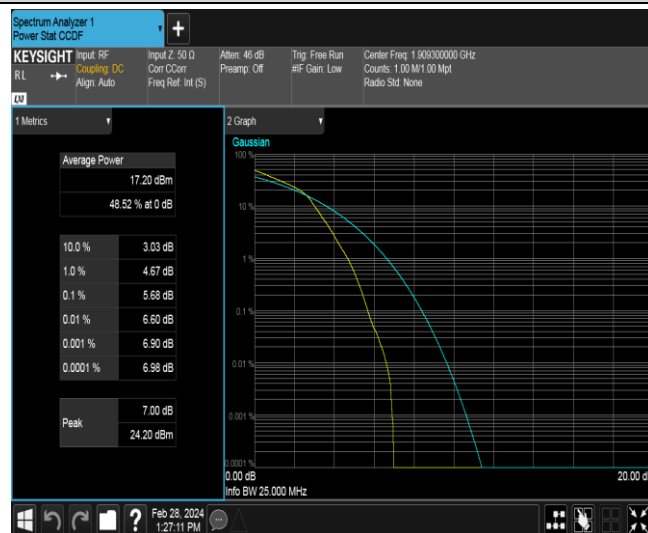 Spectrum Analyzer 1
Power Stat CCDF
+
KEYSIGHT
RL
LXI
Input: RF
Coupling: DC
Align: Auto
Input Z: 50 Ω
Corr CCorr
Freq Ref: Int (S)
Atten: 46 dB
Preamp: Off
Trig: Free Run
#IF Gain: Low
Center Freq: 1.909300000 GHz
Counts: 1.00 M/1.00 Mpt
Radio Std: None
1 Metrics
Average Power
17.20 dBm
48.52 % at 0 dB
10.0 % 3.03 dB
1.0 % 4.67 dB
0.1 % 5.68 dB
0.01 % 6.60 dB
0.001 % 6.90 dB
0.0001 % 6.98 dB
Peak
7.00 dB
24.20 dBm
2 Graph
Gaussian
100 %
10 %
1 %
0.1 %
0.01 %
0.001 %
0.0001 %
0.00 dB
20.00 d
Info BW 25.000 MHz
?
Feb 28, 2024
1:27:11 PM